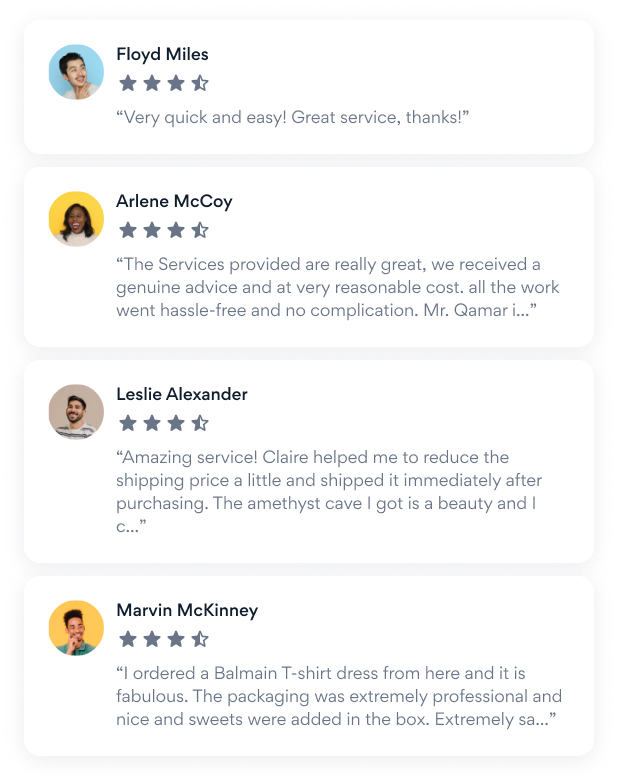 Floyd Miles
“Very quick and easy! Great service, thanks!”
Arlene McCoy
“The Services provided are really great, we received a
genuine advice and at very reasonable cost. all the work
went hassle-free and no complication. Mr. Qamar i...”
Leslie Alexander
“Amazing service! Claire helped me to reduce the
shipping price a little and shipped it immediately after
purchasing. The amethyst cave I got is a beauty and I
c...”
Marvin McKinney
“I ordered a Balmain T-shirt dress from here and it is
fabulous. The packaging was extremely professional and
nice and sweets were added in the box. Extremely sa...”